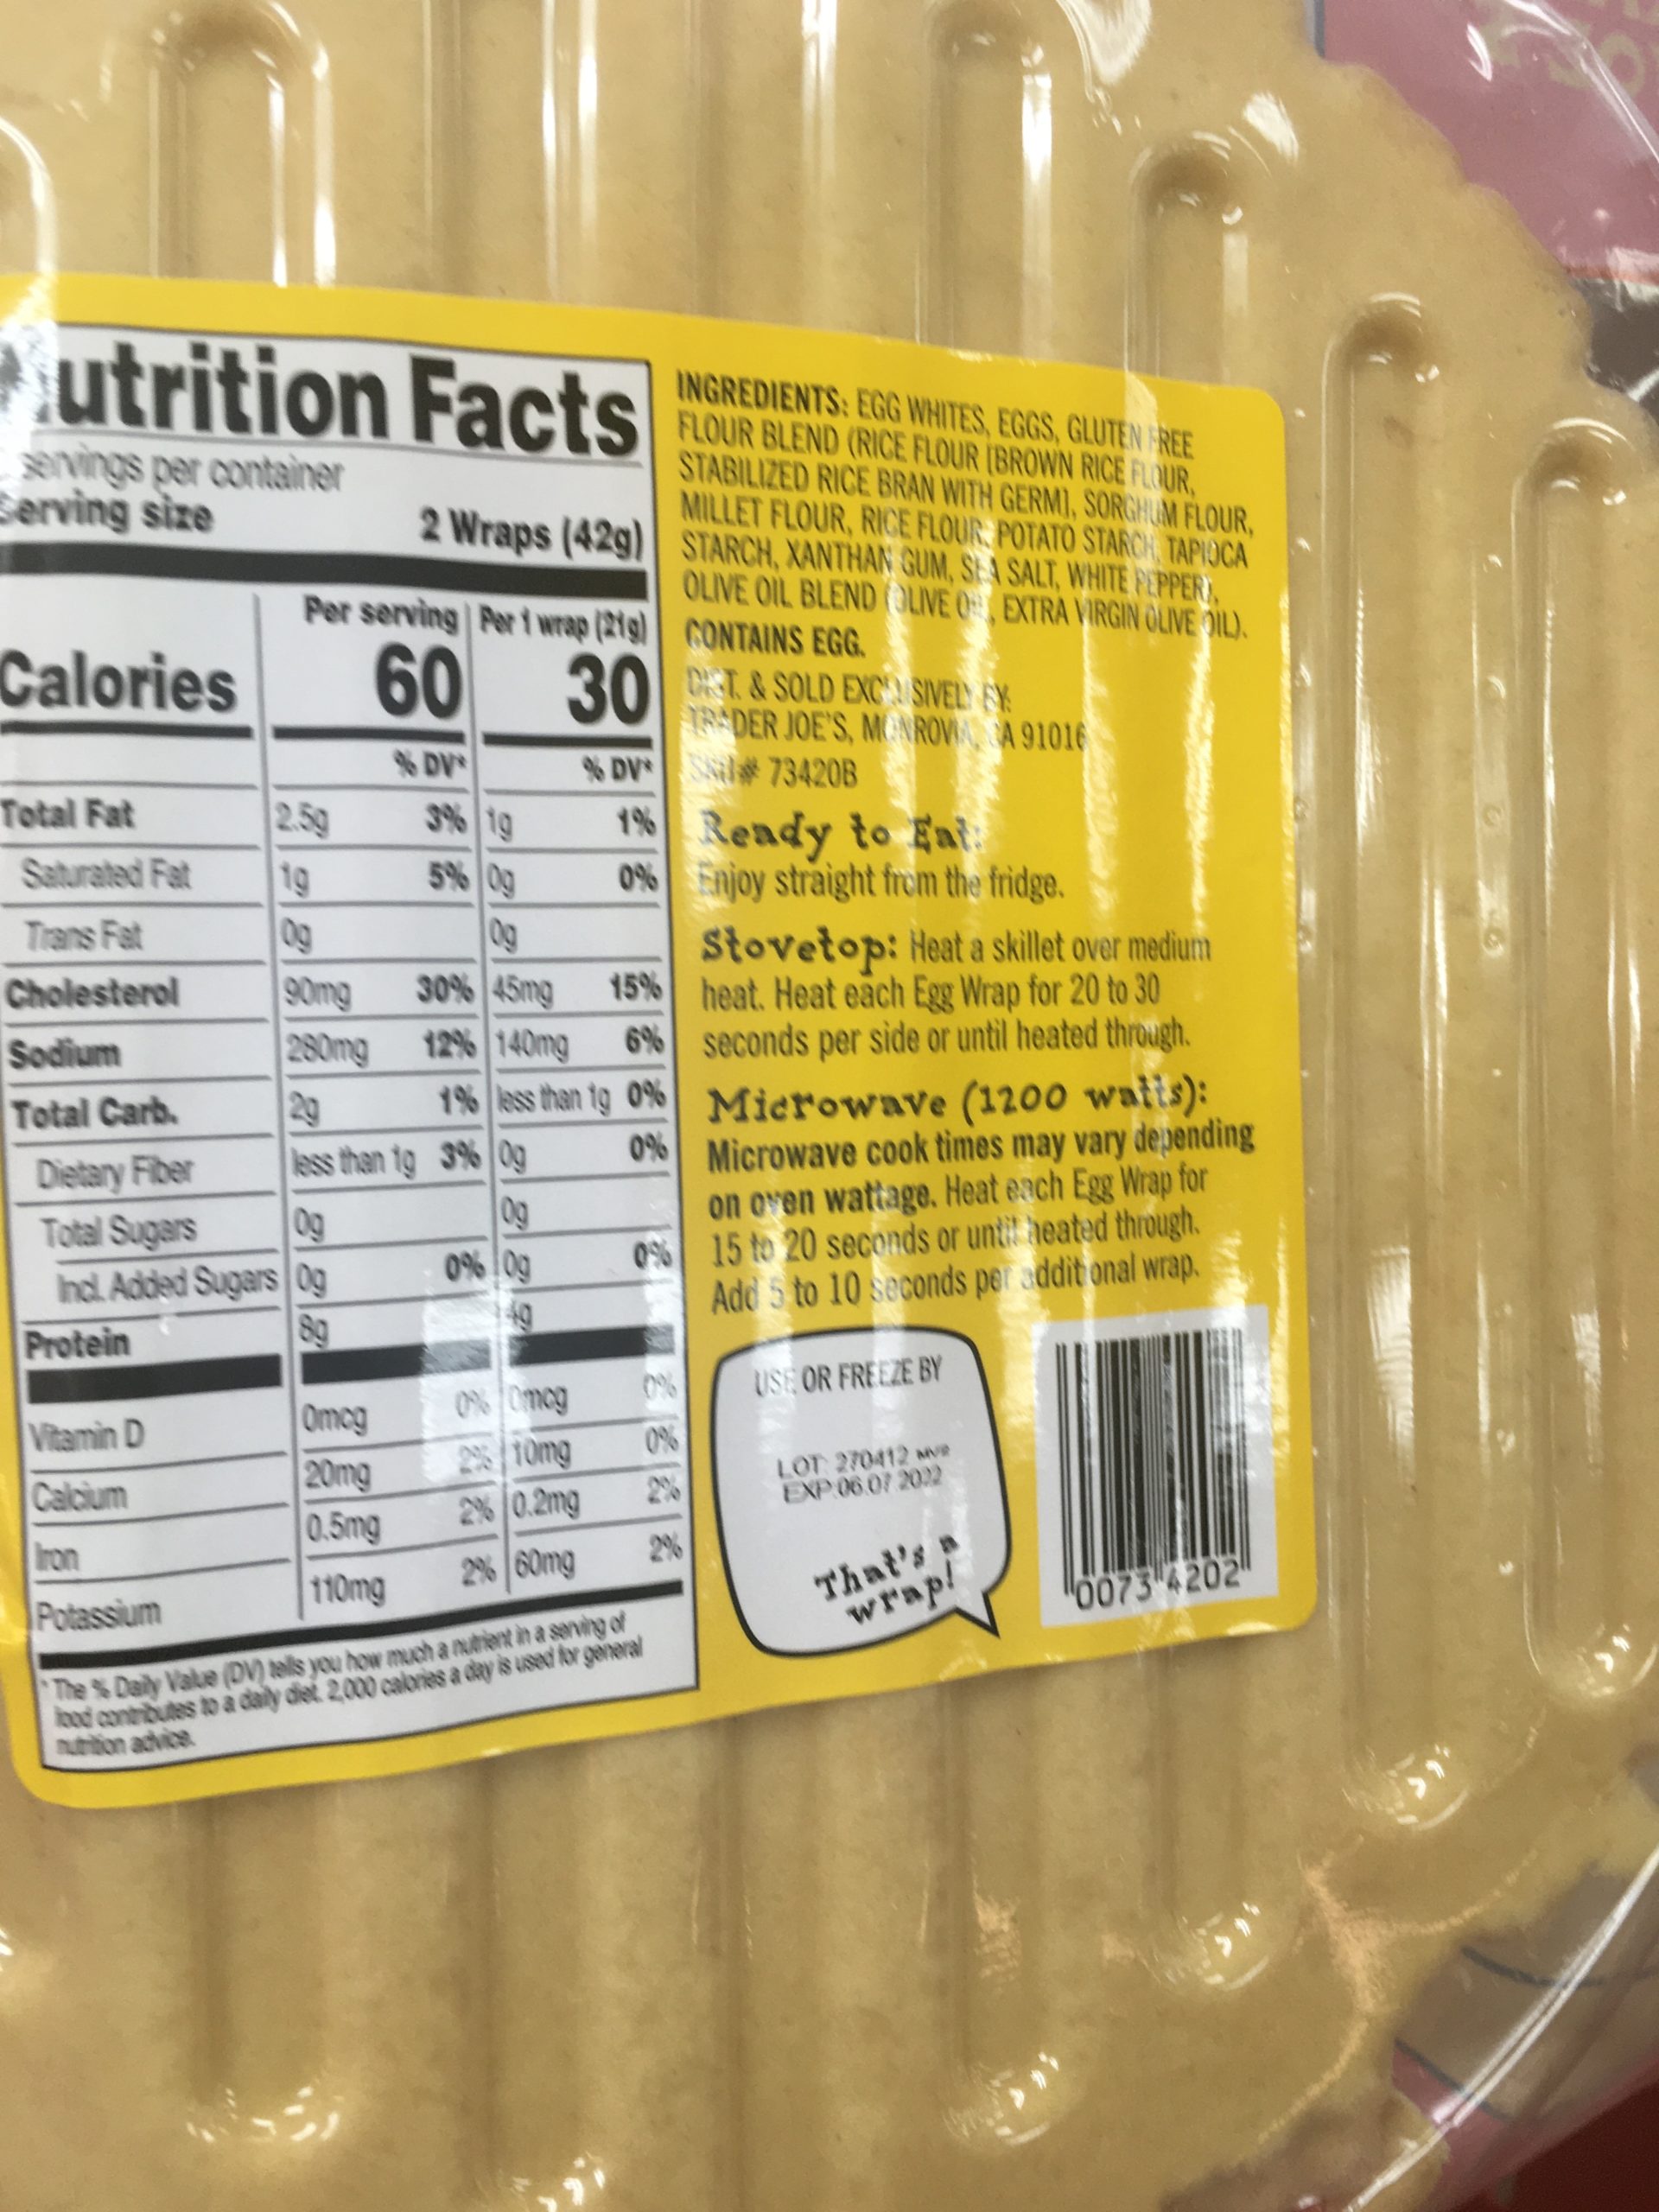 utrition Facts
servings per container
Serving size 2 Wraps (42g)
Per serving Per 1 wrap (21g)
Calories 60 30
% DV* % DV*
Total Fat 2.5g 3% 1g 1%
Saturated Fat 1g 5% 0g 0%
Trans Fat 0g 0g
Cholesterol 90mg 30% 45mg 15%
Sodium 280mg 12% 140mg 6%
Total Carb. 2g 1% less than 1g 0%
Dietary Fiber less than 1g 3% 0g 0%
Total Sugars 0g 0g
Incl. Added Sugars 0g 0% 0g 0%
Protein 8g 4g
Vitamin D 0mcg 0% 0mcg 0%
Calcium 20mg 2% 10mg 0%
Iron 0.5mg 2% 0.2mg 2%
Potassium 110mg 2% 60mg 2%
* The % Daily Value (DV) tells you how much a nutrient in a serving of
food contributes to a daily diet. 2,000 calories a day is used for general
nutrition advice.
INGREDIENTS: EGG WHITES, EGGS, GLUTEN FREE
FLOUR BLEND (RICE FLOUR [BROWN RICE FLOUR,
STABILIZED RICE BRAN WITH GERM], SORGHUM FLOUR,
MILLET FLOUR, RICE FLOUR, POTATO STARCH, TAPIOCA
STARCH, XANTHAN GUM, SEA SALT, WHITE PEPPER),
OLIVE OIL BLEND (OLIVE OIL, EXTRA VIRGIN OLIVE OIL).
CONTAINS EGG.
DIST. & SOLD EXCLUSIVELY BY:
TRADER JOE'S, MONROVIA, CA 91016
SKU# 73420B
Ready to Eat:
Enjoy straight from the fridge.
Stovetop: Heat a skillet over medium
heat. Heat each Egg Wrap for 20 to 30
seconds per side or until heated through.
Microwave (1200 watts):
Microwave cook times may vary depending
on oven wattage. Heat each Egg Wrap for
15 to 20 seconds or until heated through.
Add 5 to 10 seconds per additional wrap.
USE OR FREEZE BY
LOT: 270412
EXP:06.07 2022
That's a
wrap!
0073 4202